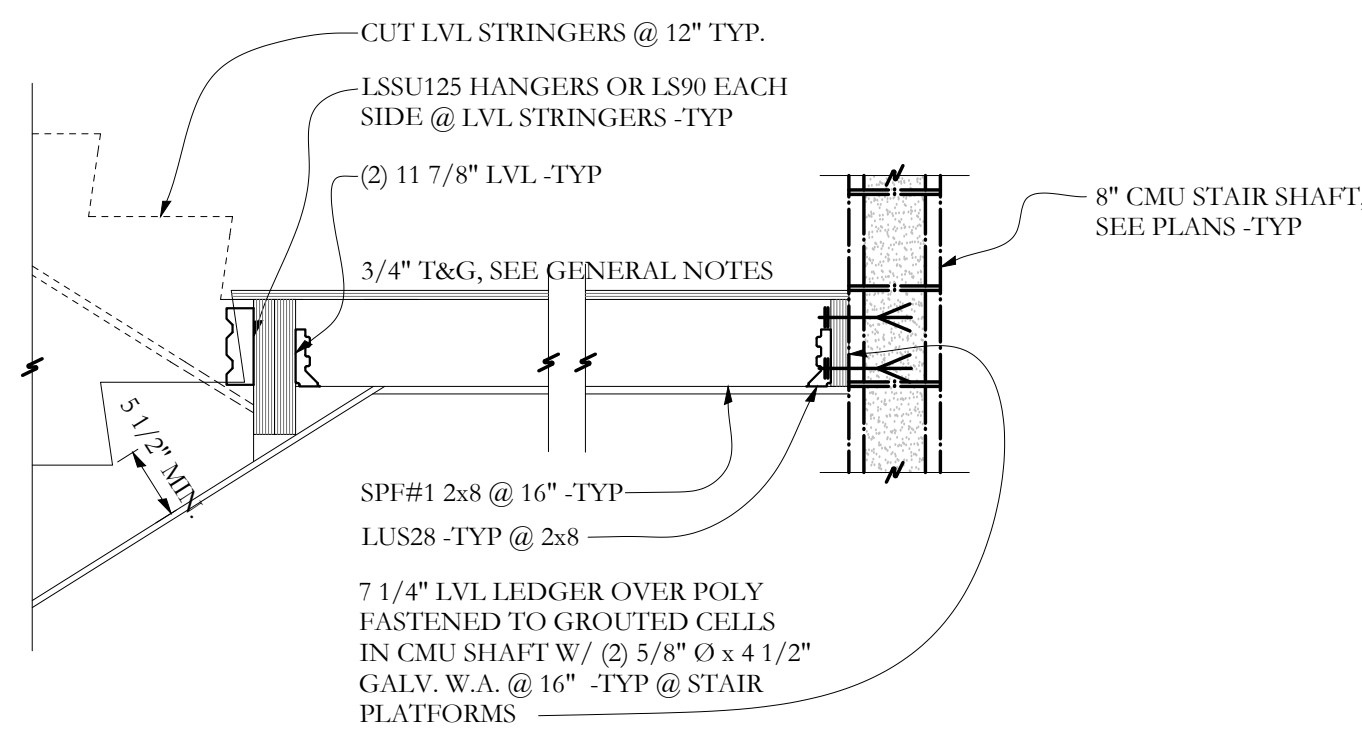 CUT LVL STRINGERS @ 12" TYP.
LSSU125 HANGERS OR LS90 EACH
SIDE @ LVL STRINGERS -TYP
(2) 11 7/8" LVL -TYP
8" CMU STAIR SHAFT,
SEE PLANS -TYP
3/4" T&G, SEE GENERAL NOTES
5 1/2" MIN.
SPF#1 2x8 @ 16" -TYP
LUS28 -TYP @ 2x8
7 1/4" LVL LEDGER OVER POLY
FASTENED TO GROUTED CELLS
IN CMU SHAFT W/ (2) 5/8" Ø x 4 1/2"
GALV. W.A. @ 16" -TYP @ STAIR
PLATFORMS